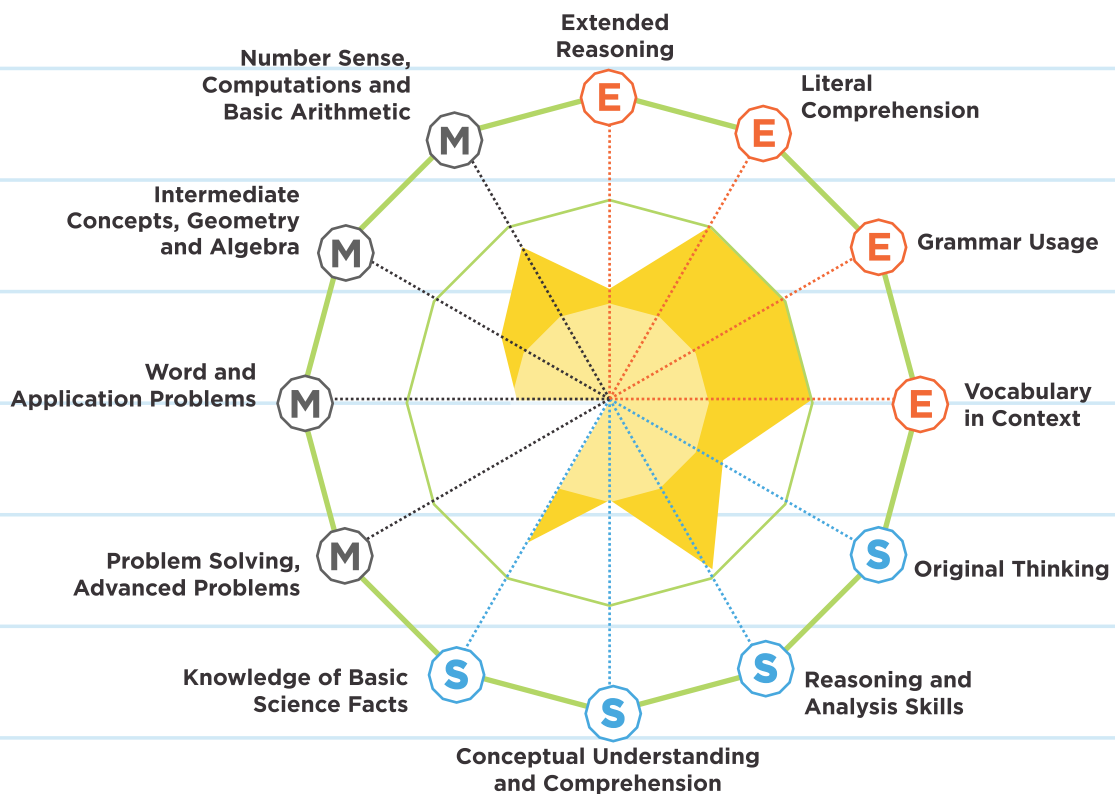 Extended
Reasoning
E
Literal
Comprehension
E
Grammar Usage
E
Vocabulary
in Context
E
Original Thinking
S
Reasoning and
Analysis Skills
S
Conceptual Understanding
and Comprehension
S
Knowledge of Basic
Science Facts
S
Problem Solving,
Advanced Problems
M
Word and
Application Problems
M
Intermediate
Concepts, Geometry
and Algebra
M
Number Sense,
Computations and
Basic Arithmetic
M